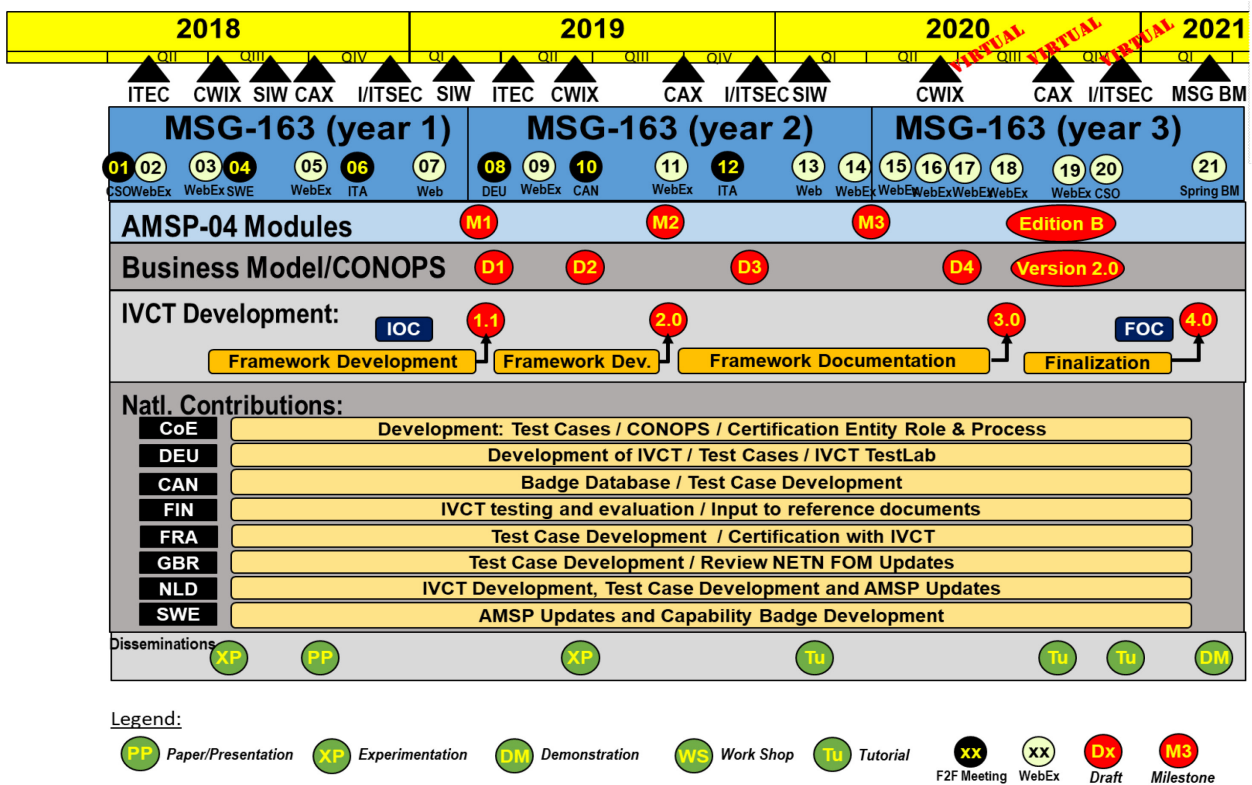 2018 2019 2020 2021
VIRTUAL VIRTUAL VIRTUAL
QII QIII QIV QI QII QIII QIV QI QII QIII QIV QI
ITEC CWIX SIW CAX I/ITSEC SIW ITEC CWIX CAX I/ITSEC SIW CWIX CAX I/ITSEC MSG BM
MSG-163 (year 1) MSG-163 (year 2) MSG-163 (year 3)
01 02 03 04 05 06 07 08 09 10 11 12 13 14 15 16 17 18 19 20 21
CSO WebEx WebEx SWE WebEx ITA Web DEU WebEx CAN WebEx ITA Web WebEx WebEx WebEx WebEx WebEx WebEx CSO Spring BM
AMSP-04 Modules M1 M2 M3 Edition B
Business Model/CONOPS D1 D2 D3 D4 Version 2.0
IVCT Development: IOC 1.1 2.0 3.0 FOC 4.0
Framework Development Framework Dev. Framework Documentation Finalization
Natl. Contributions:
CoE Development: Test Cases / CONOPS / Certification Entity Role & Process
DEU Development of IVCT / Test Cases / IVCT TestLab
CAN Badge Database / Test Case Development
FIN IVCT testing and evaluation / Input to reference documents
FRA Test Case Development / Certification with IVCT
GBR Test Case Development / Review NETN FOM Updates
NLD IVCT Development, Test Case Development and AMSP Updates
SWE AMSP Updates and Capability Badge Development
Disseminations XP PP XP Tu Tu Tu DM
Legend:
PP Paper/Presentation XP Experimentation DM Demonstration WS Work Shop Tu Tutorial xx F2F Meeting xx WebEx Dx Draft M3 Milestone